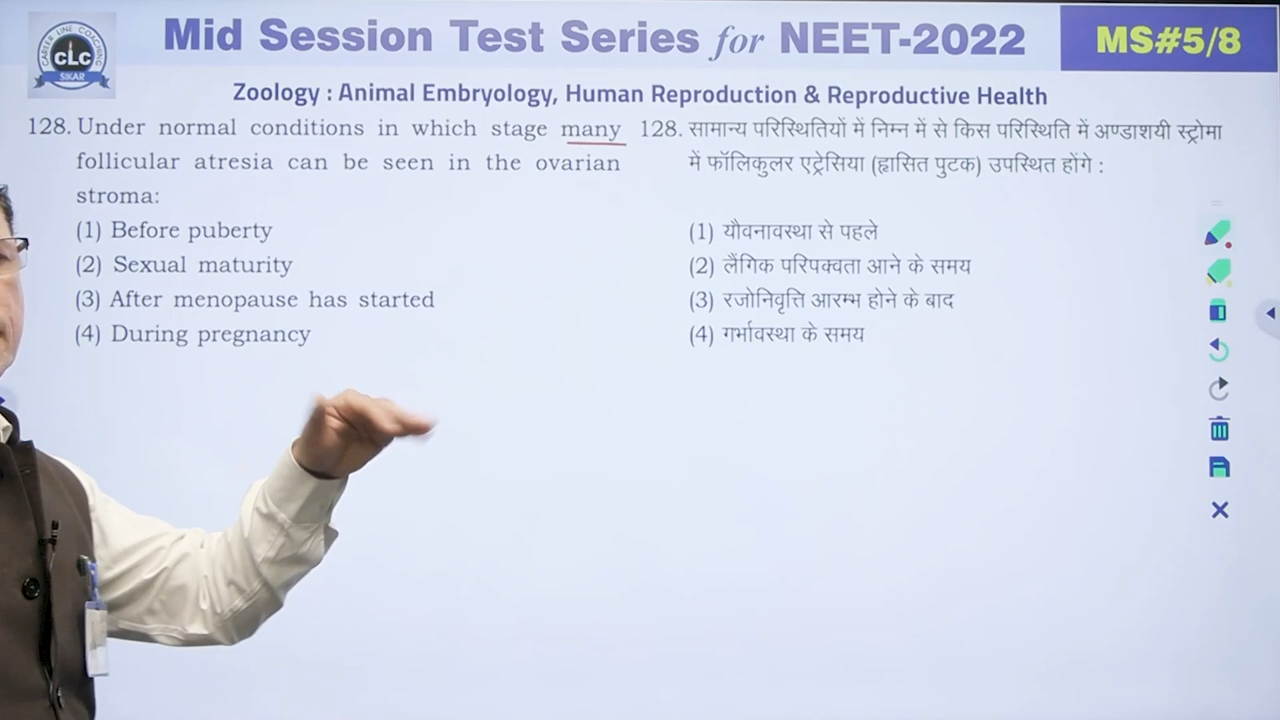 CAREER LINE COACHING
CLC
SIKAR
Mid Session Test Series for NEET-2022
MS#5/8
Zoology : Animal Embryology, Human Reproduction & Reproductive Health
128. Under normal conditions in which stage many
follicular atresia can be seen in the ovarian
stroma:
(1) Before puberty
(2) Sexual maturity
(3) After menopause has started
(4) During pregnancy
128. सामान्य परिस्थितियों में निम्न में से किस परिस्थिति में अण्डाशयी स्ट्रोमा
में फॉलिकुलर एट्रेसिया (ह्रासित पुटक) उपस्थित होंगे :
(1) यौवनावस्था से पहले
(2) लैंगिक परिपक्वता आने के समय
(3) रजोनिवृत्ति आरम्भ होने के बाद
(4) गर्भावस्था के समय